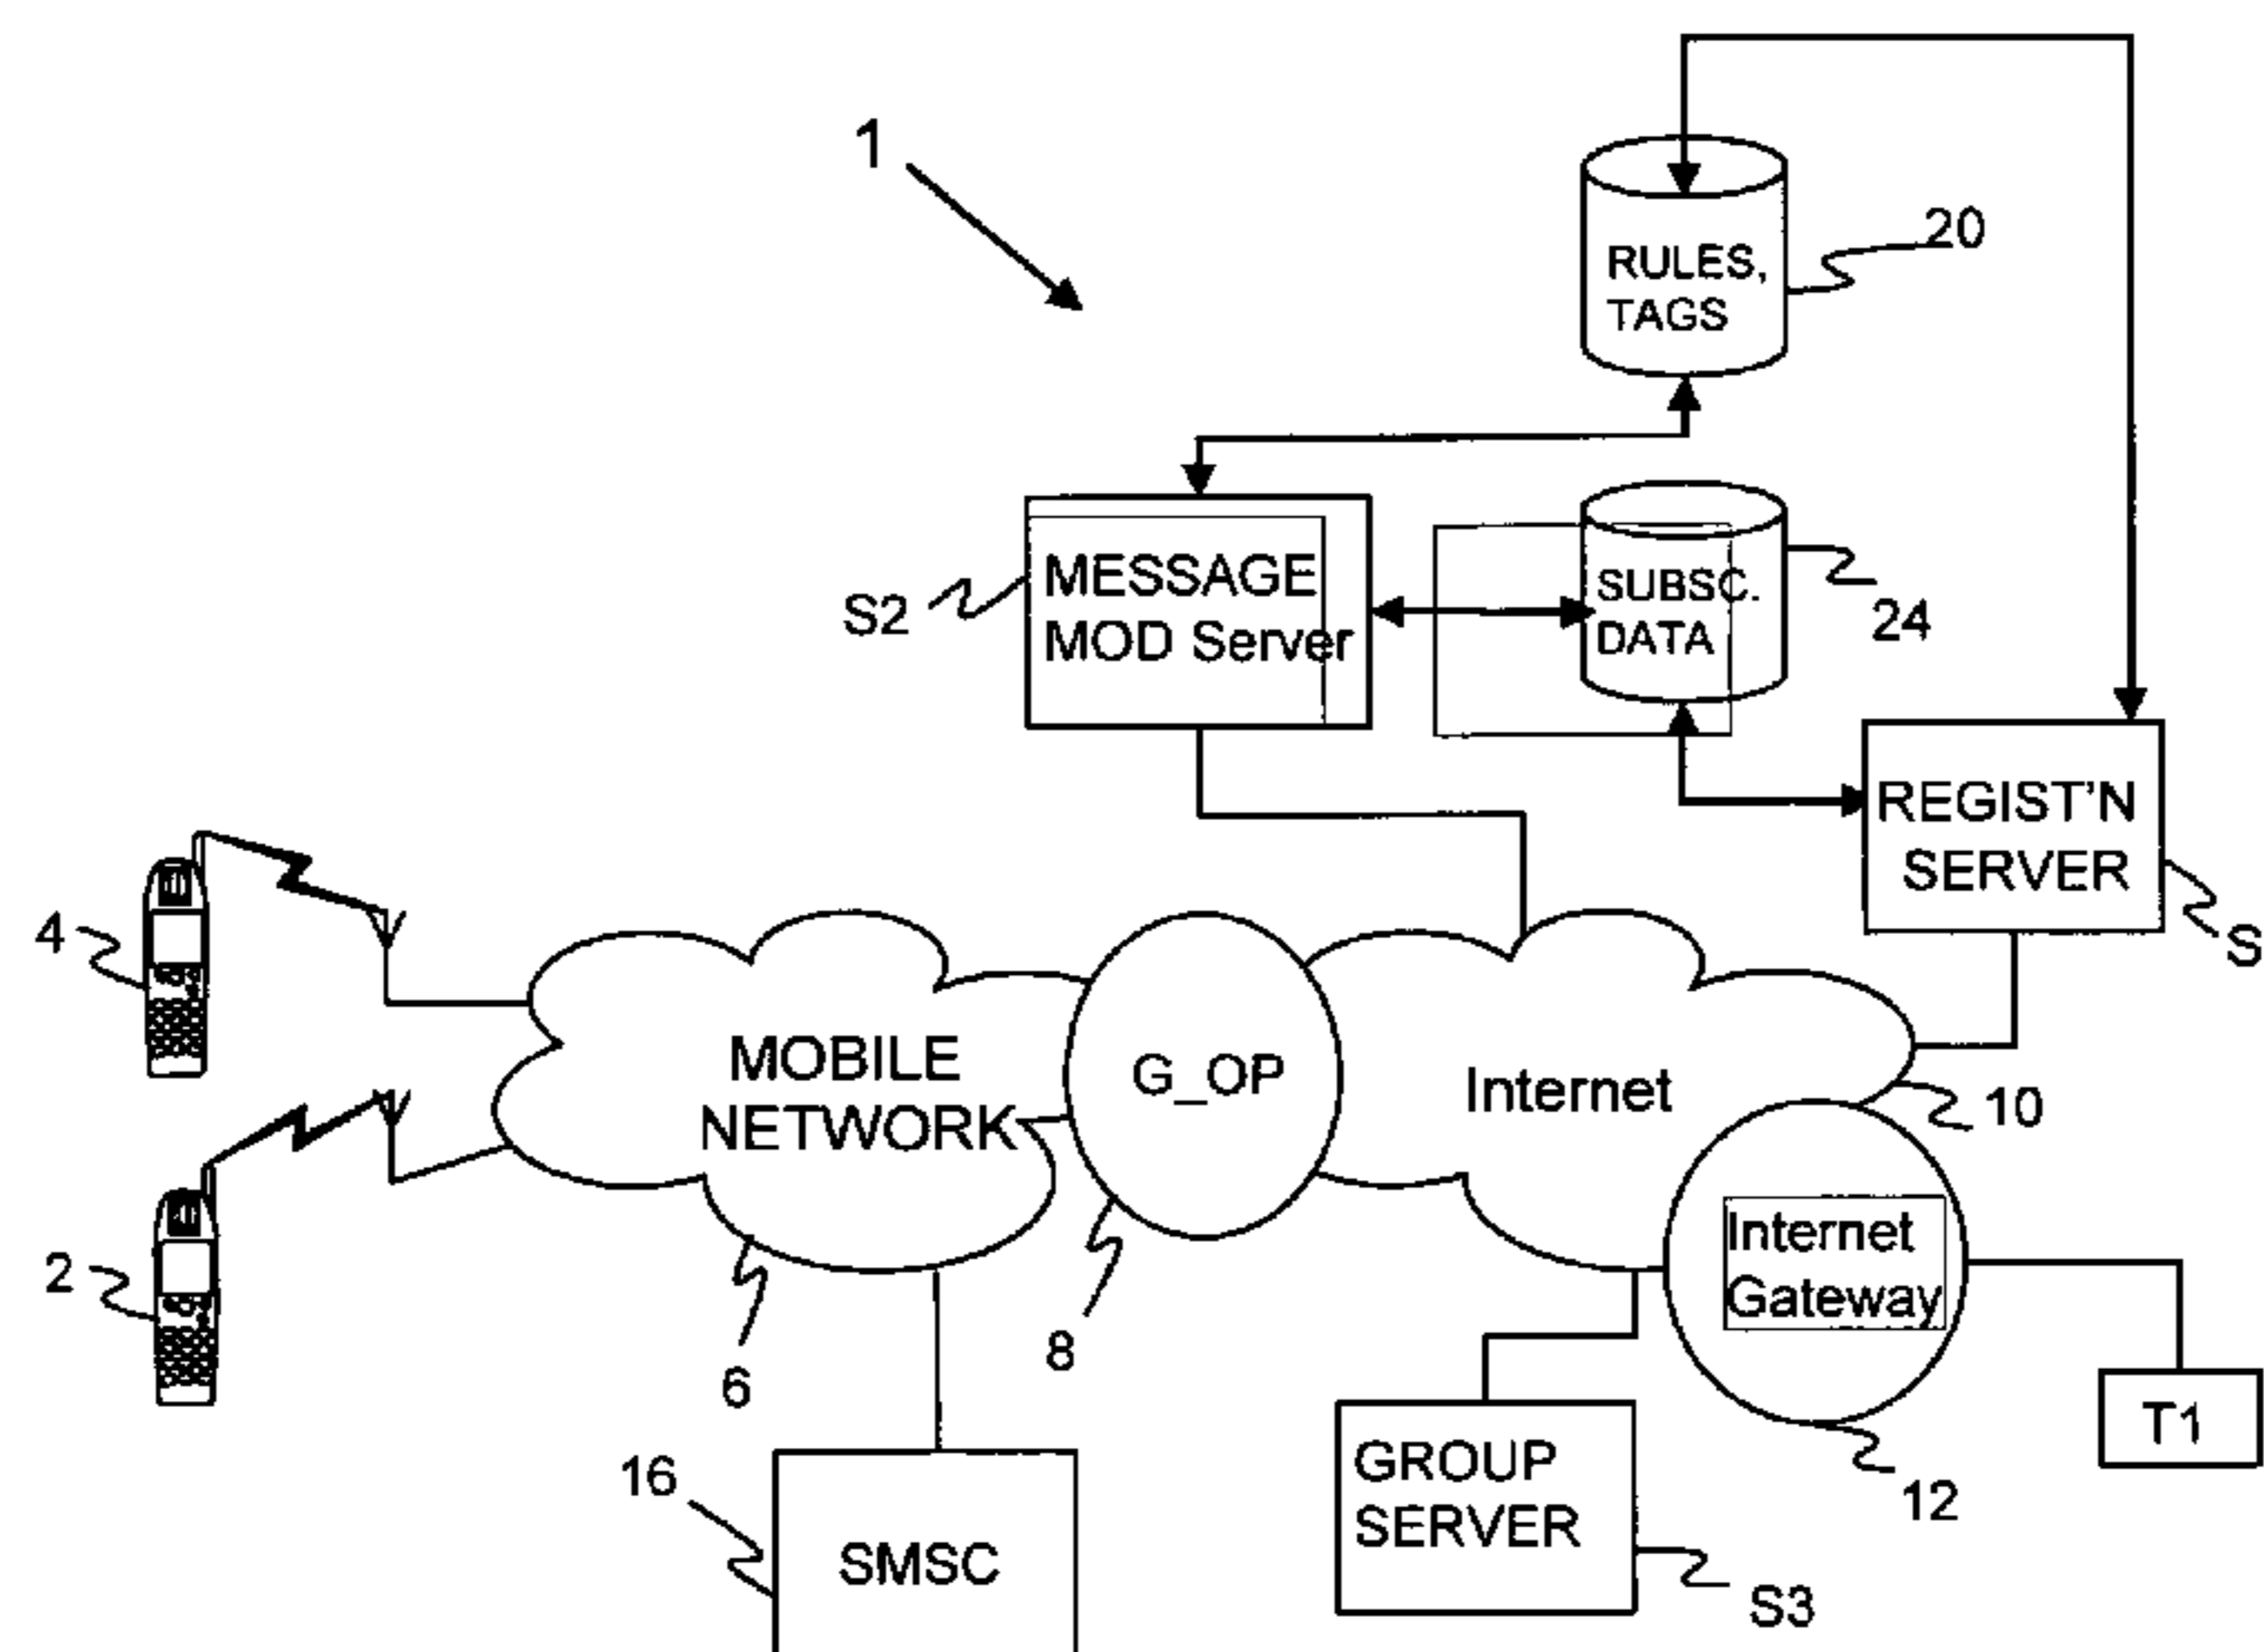 1
RULES,
TAGS
20
MESSAGE
MOD Server
S2
SUBSC.
DATA
24
REGIST'N
SERVER
S
4
MOBILE
NETWORK
G_OP
Internet
10
2
Internet
Gateway
6
8
T1
12
16
SMSC
GROUP
SERVER
S3